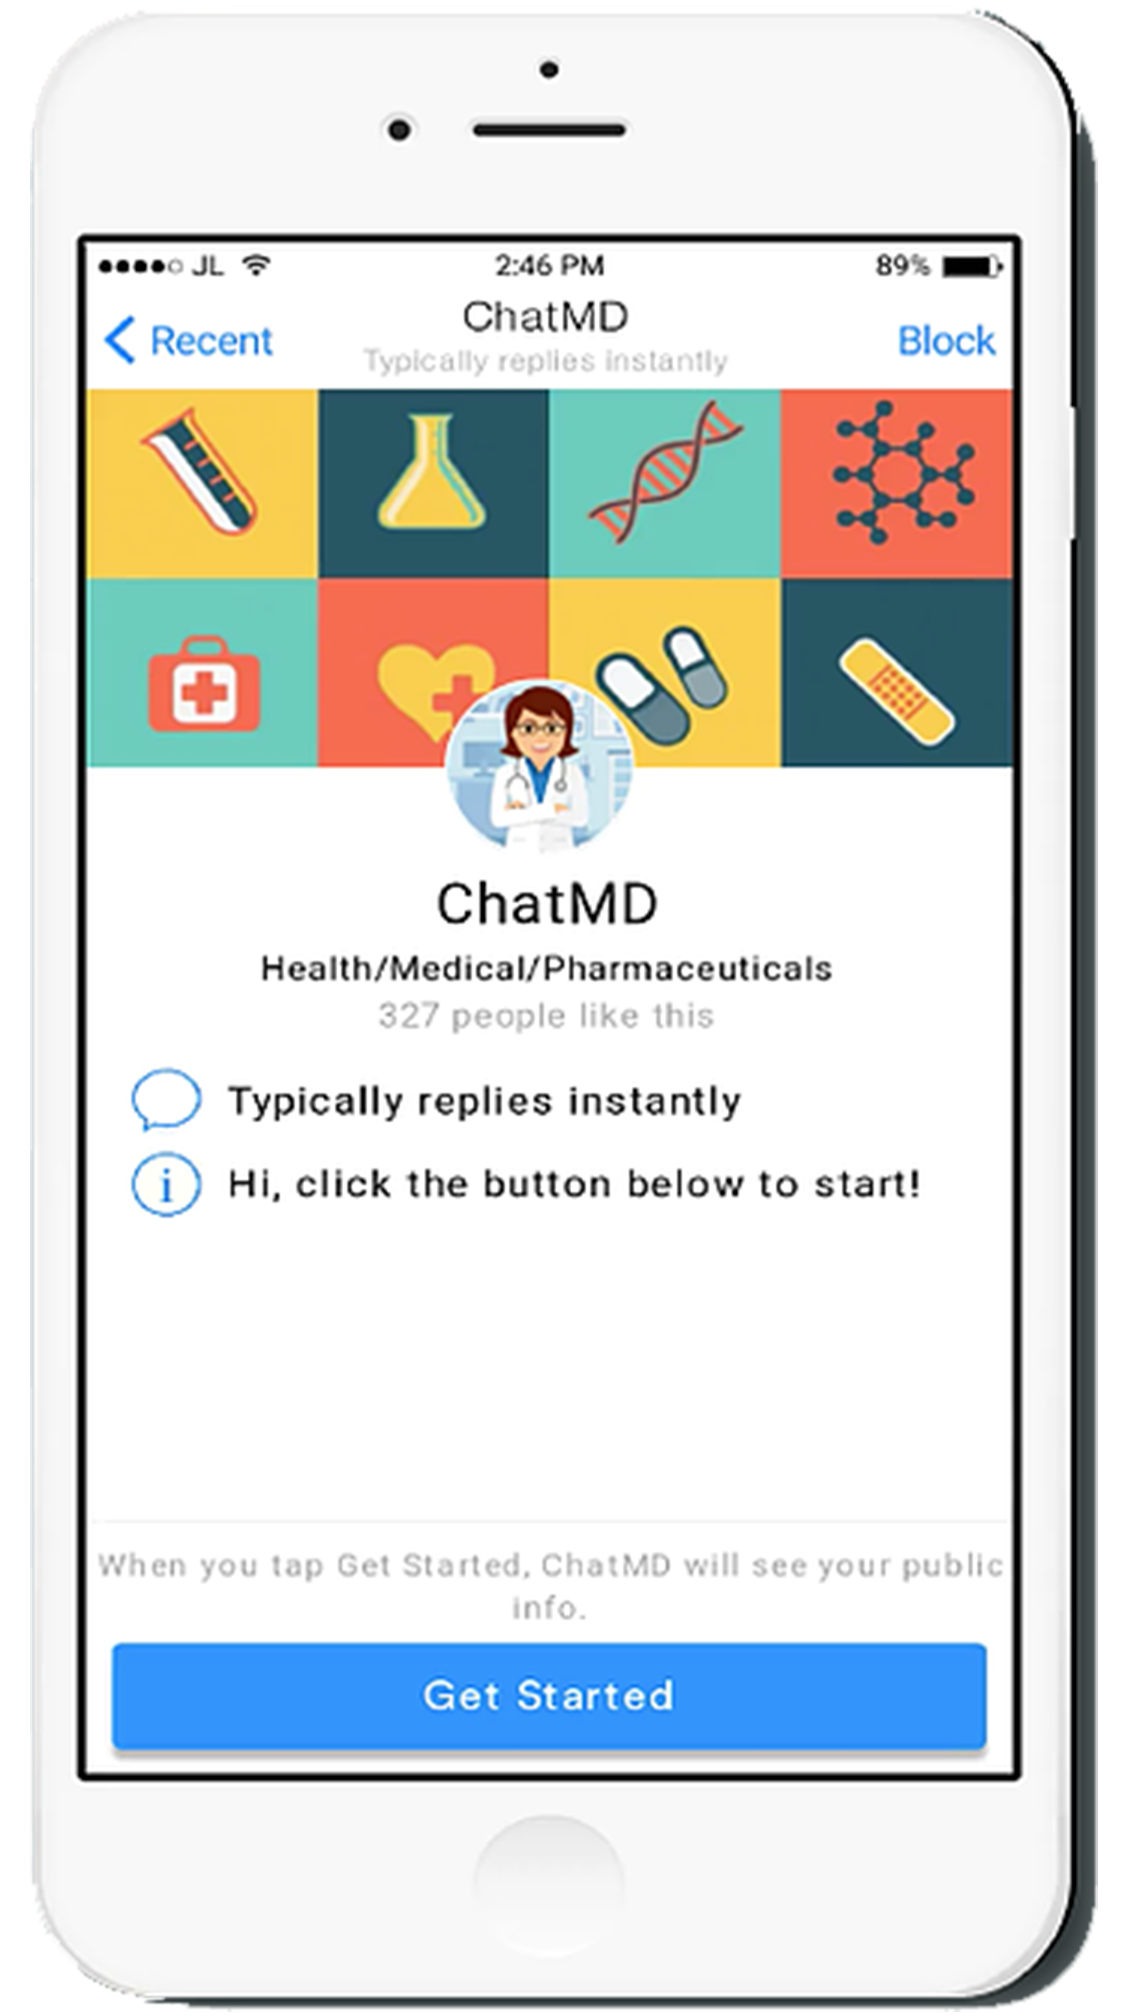 JL 2:46 PM 89%
ChatMD
Recent Block
Typically replies instantly
ChatMD
Health/Medical/Pharmaceuticals
327 people like this
Typically replies instantly
i Hi, click the button below to start!
When you tap Get Started, ChatMD will see your public
info.
Get Started